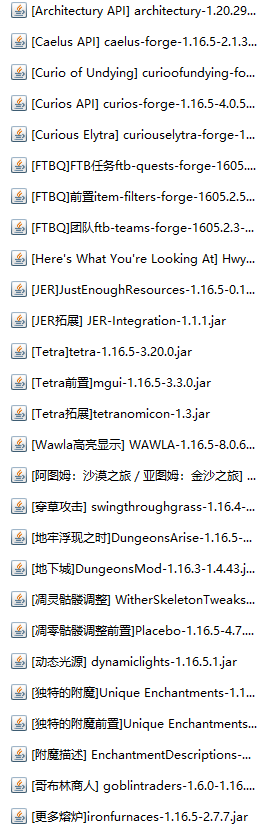 [Architectury API] architectury-1.20.29...
[Caelus API] caelus-forge-1.16.5-2.1.3...
[Curio of Undying] curioofundying-fo...
[Curios API] curios-forge-1.16.5-4.0.5...
[Curious Elytra] curiouselytra-forge-1...
[FTBQ]FTB任务ftb-quests-forge-1605....
[FTBQ]前置item-filters-forge-1605.2.5...
[FTBQ]团队ftb-teams-forge-1605.2.3-...
[Here's What You're Looking At] Hwy...
[JER]JustEnoughResources-1.16.5-0.1...
[JER拓展] JER-Integration-1.1.1.jar
[Tetra]tetra-1.16.5-3.20.0.jar
[Tetra前置]mgui-1.16.5-3.3.0.jar
[Tetra拓展]tetranomicon-1.3.jar
[Wawla高亮显示] WAWLA-1.16.5-8.0.6...
[阿图姆：沙漠之旅 / 亚图姆：金沙之旅] ...
[穿草攻击] swingthroughgrass-1.16.4-...
[地牢浮现之时]DungeonsArise-1.16.5-...
[地下城]DungeonsMod-1.16.3-1.4.43.j...
[凋灵骷髅调整] WitherSkeletonTweaks...
[凋零骷髅调整前置]Placebo-1.16.5-4.7....
[动态光源] dynamiclights-1.16.5.1.jar
[独特的附魔]Unique Enchantments-1.1...
[独特的附魔前置]Unique Enchantments...
[附魔描述] EnchantmentDescriptions-...
[哥布林商人] goblintraders-1.6.0-1.16....
[更多熔炉]ironfurnaces-1.16.5-2.7.7.jar